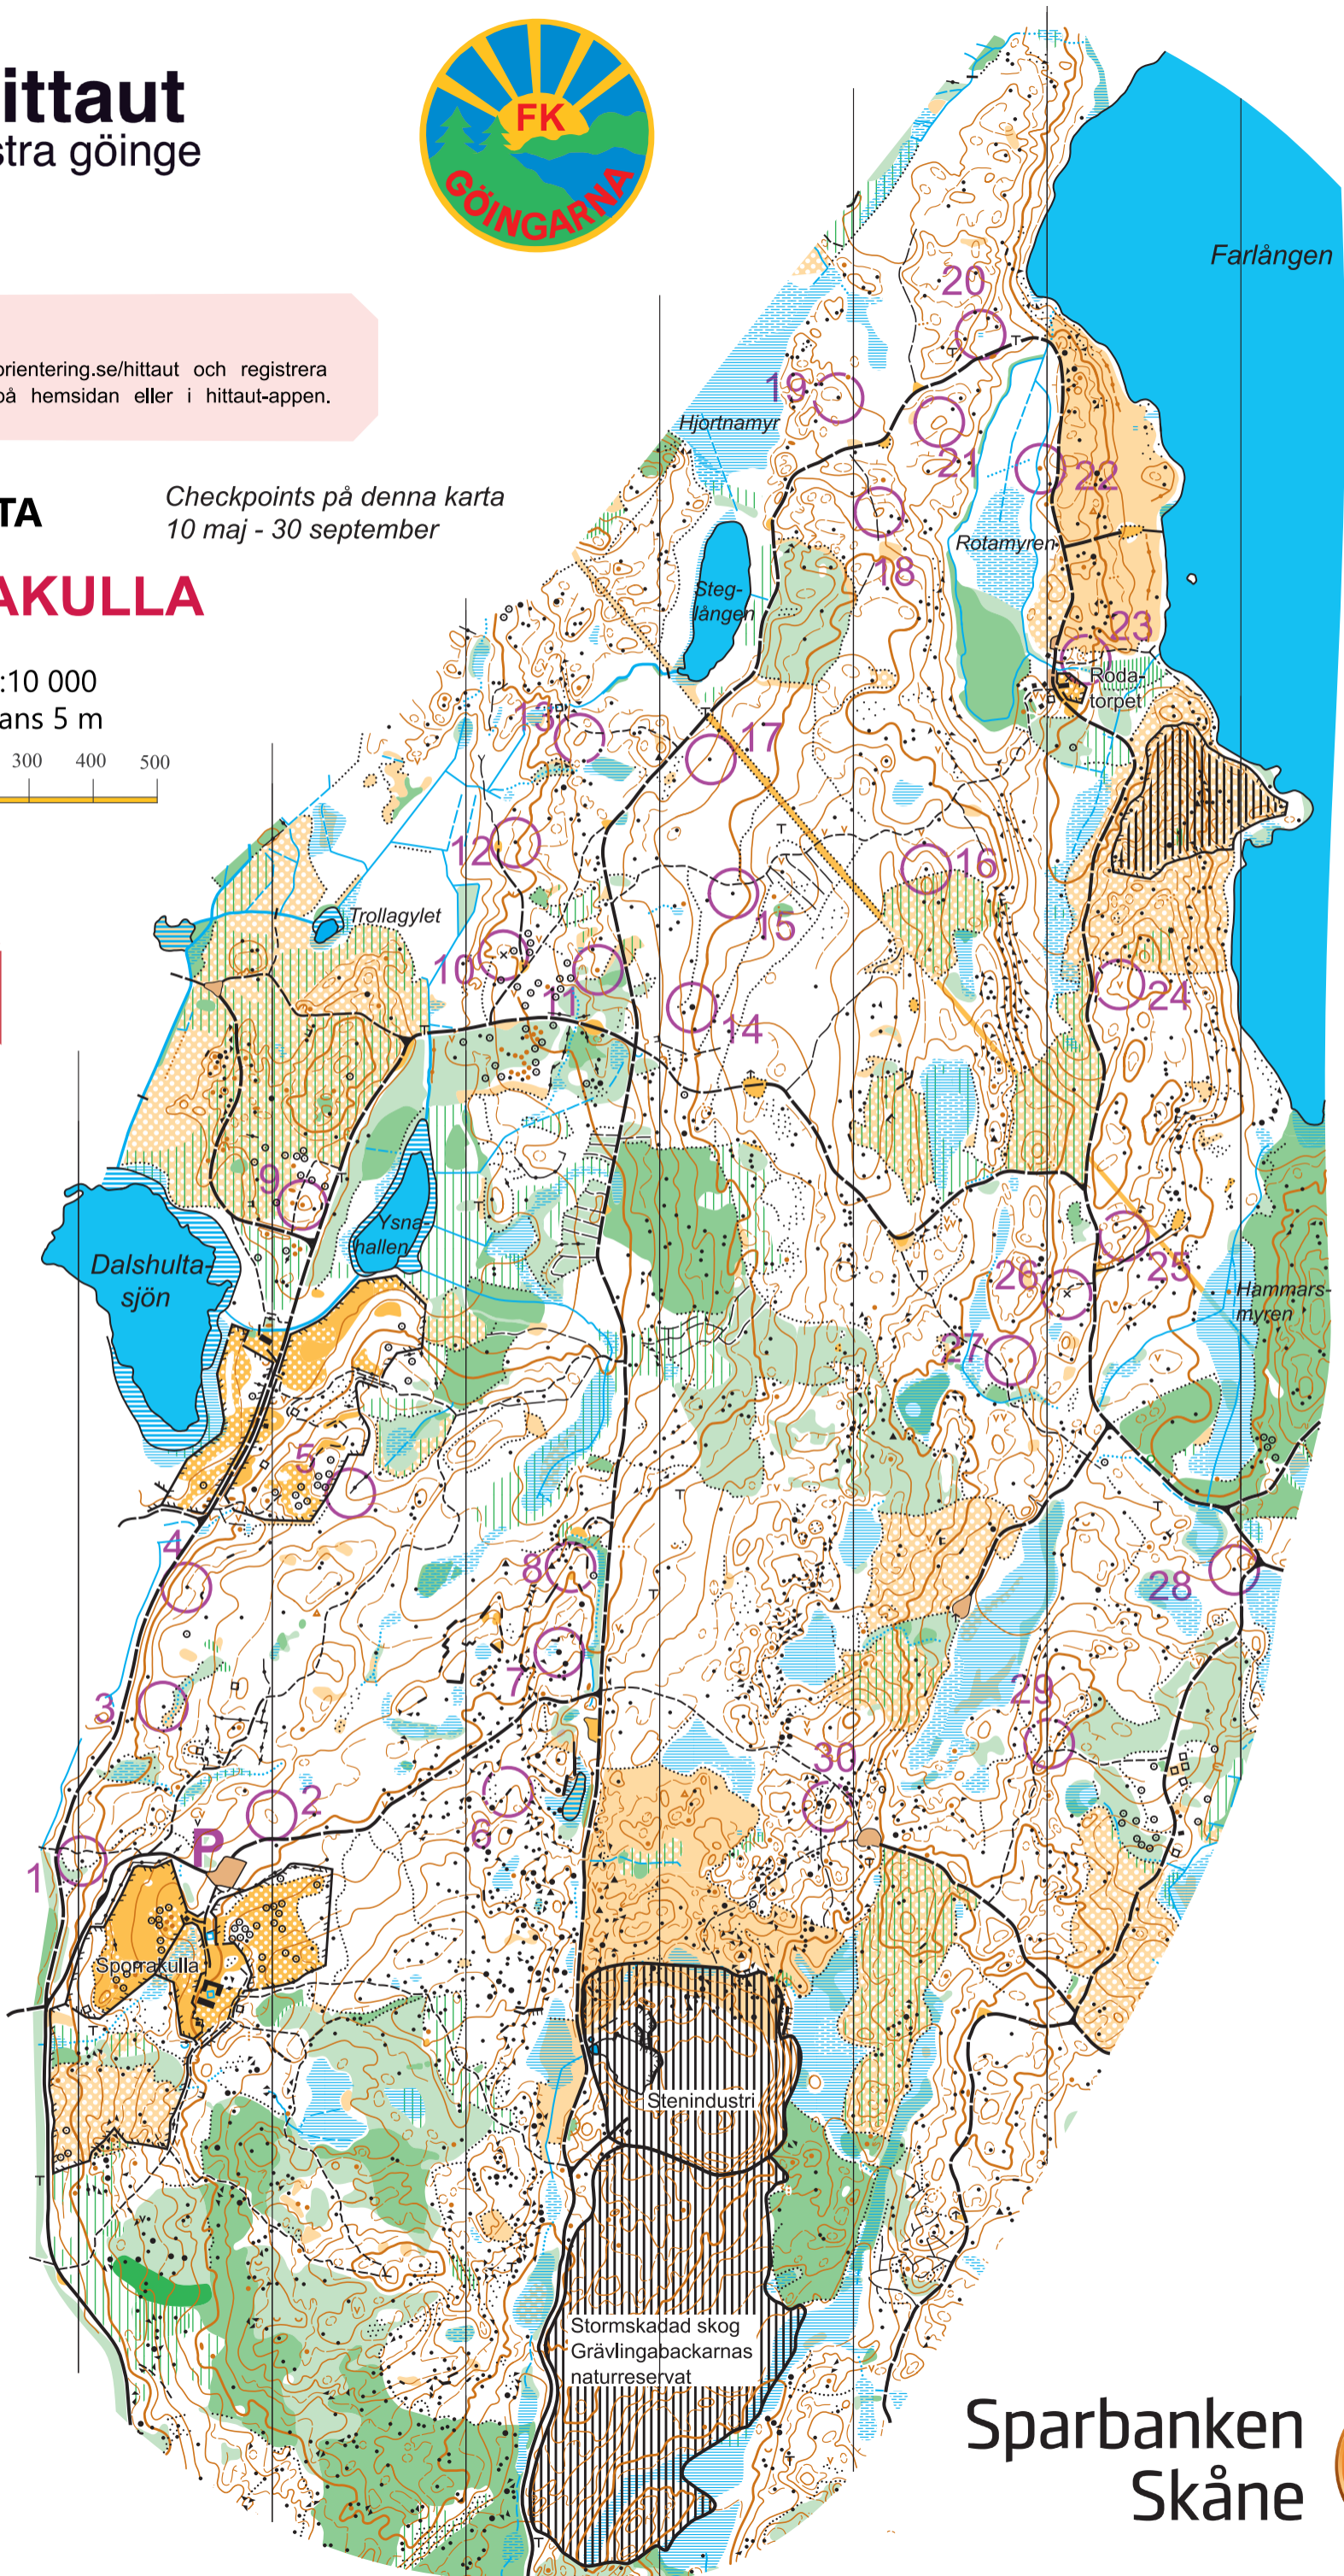 ittaut
stra göinge
FK
GÖINGARNA
orientering.se/hittaut och registrera
på hemsidan eller i hittaut-appen.
TA
Checkpoints på denna karta
10 maj - 30 september
AKULLA
:10 000
ans 5 m
300 400 500
Farlången
20
19
Hjortnamyr
21
22
18
Rotamyren
Steg-
lången
23
Röda-
torpet
13
17
12
16
15
Trollagylet
10
11
14
24
9
Ysna-
hallen
Dalshulta-
sjön
25
26
Hammars-
myren
27
5
4
8
28
7
3
29
30
2
6
P
1
Sporrakulla
Stenindustri
Stormskadad skog
Grävlingabackarnas
naturreservat
Sparbanken
Skåne